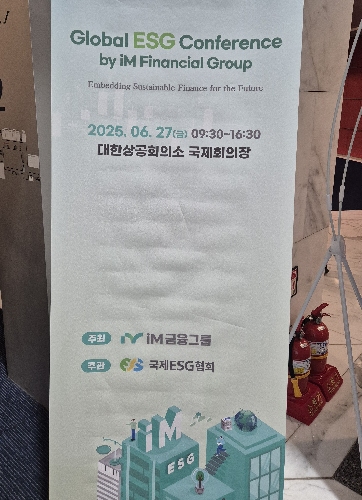 Global ESG Conference
by iM Financial Group
Embedding Sustainable Finance for the Future
2025. 06. 27(금) 09:30~16:30
대한상공회의소 국제회의장
주최 iM금융그룹
주관 국제ESG협회
iM
ESG